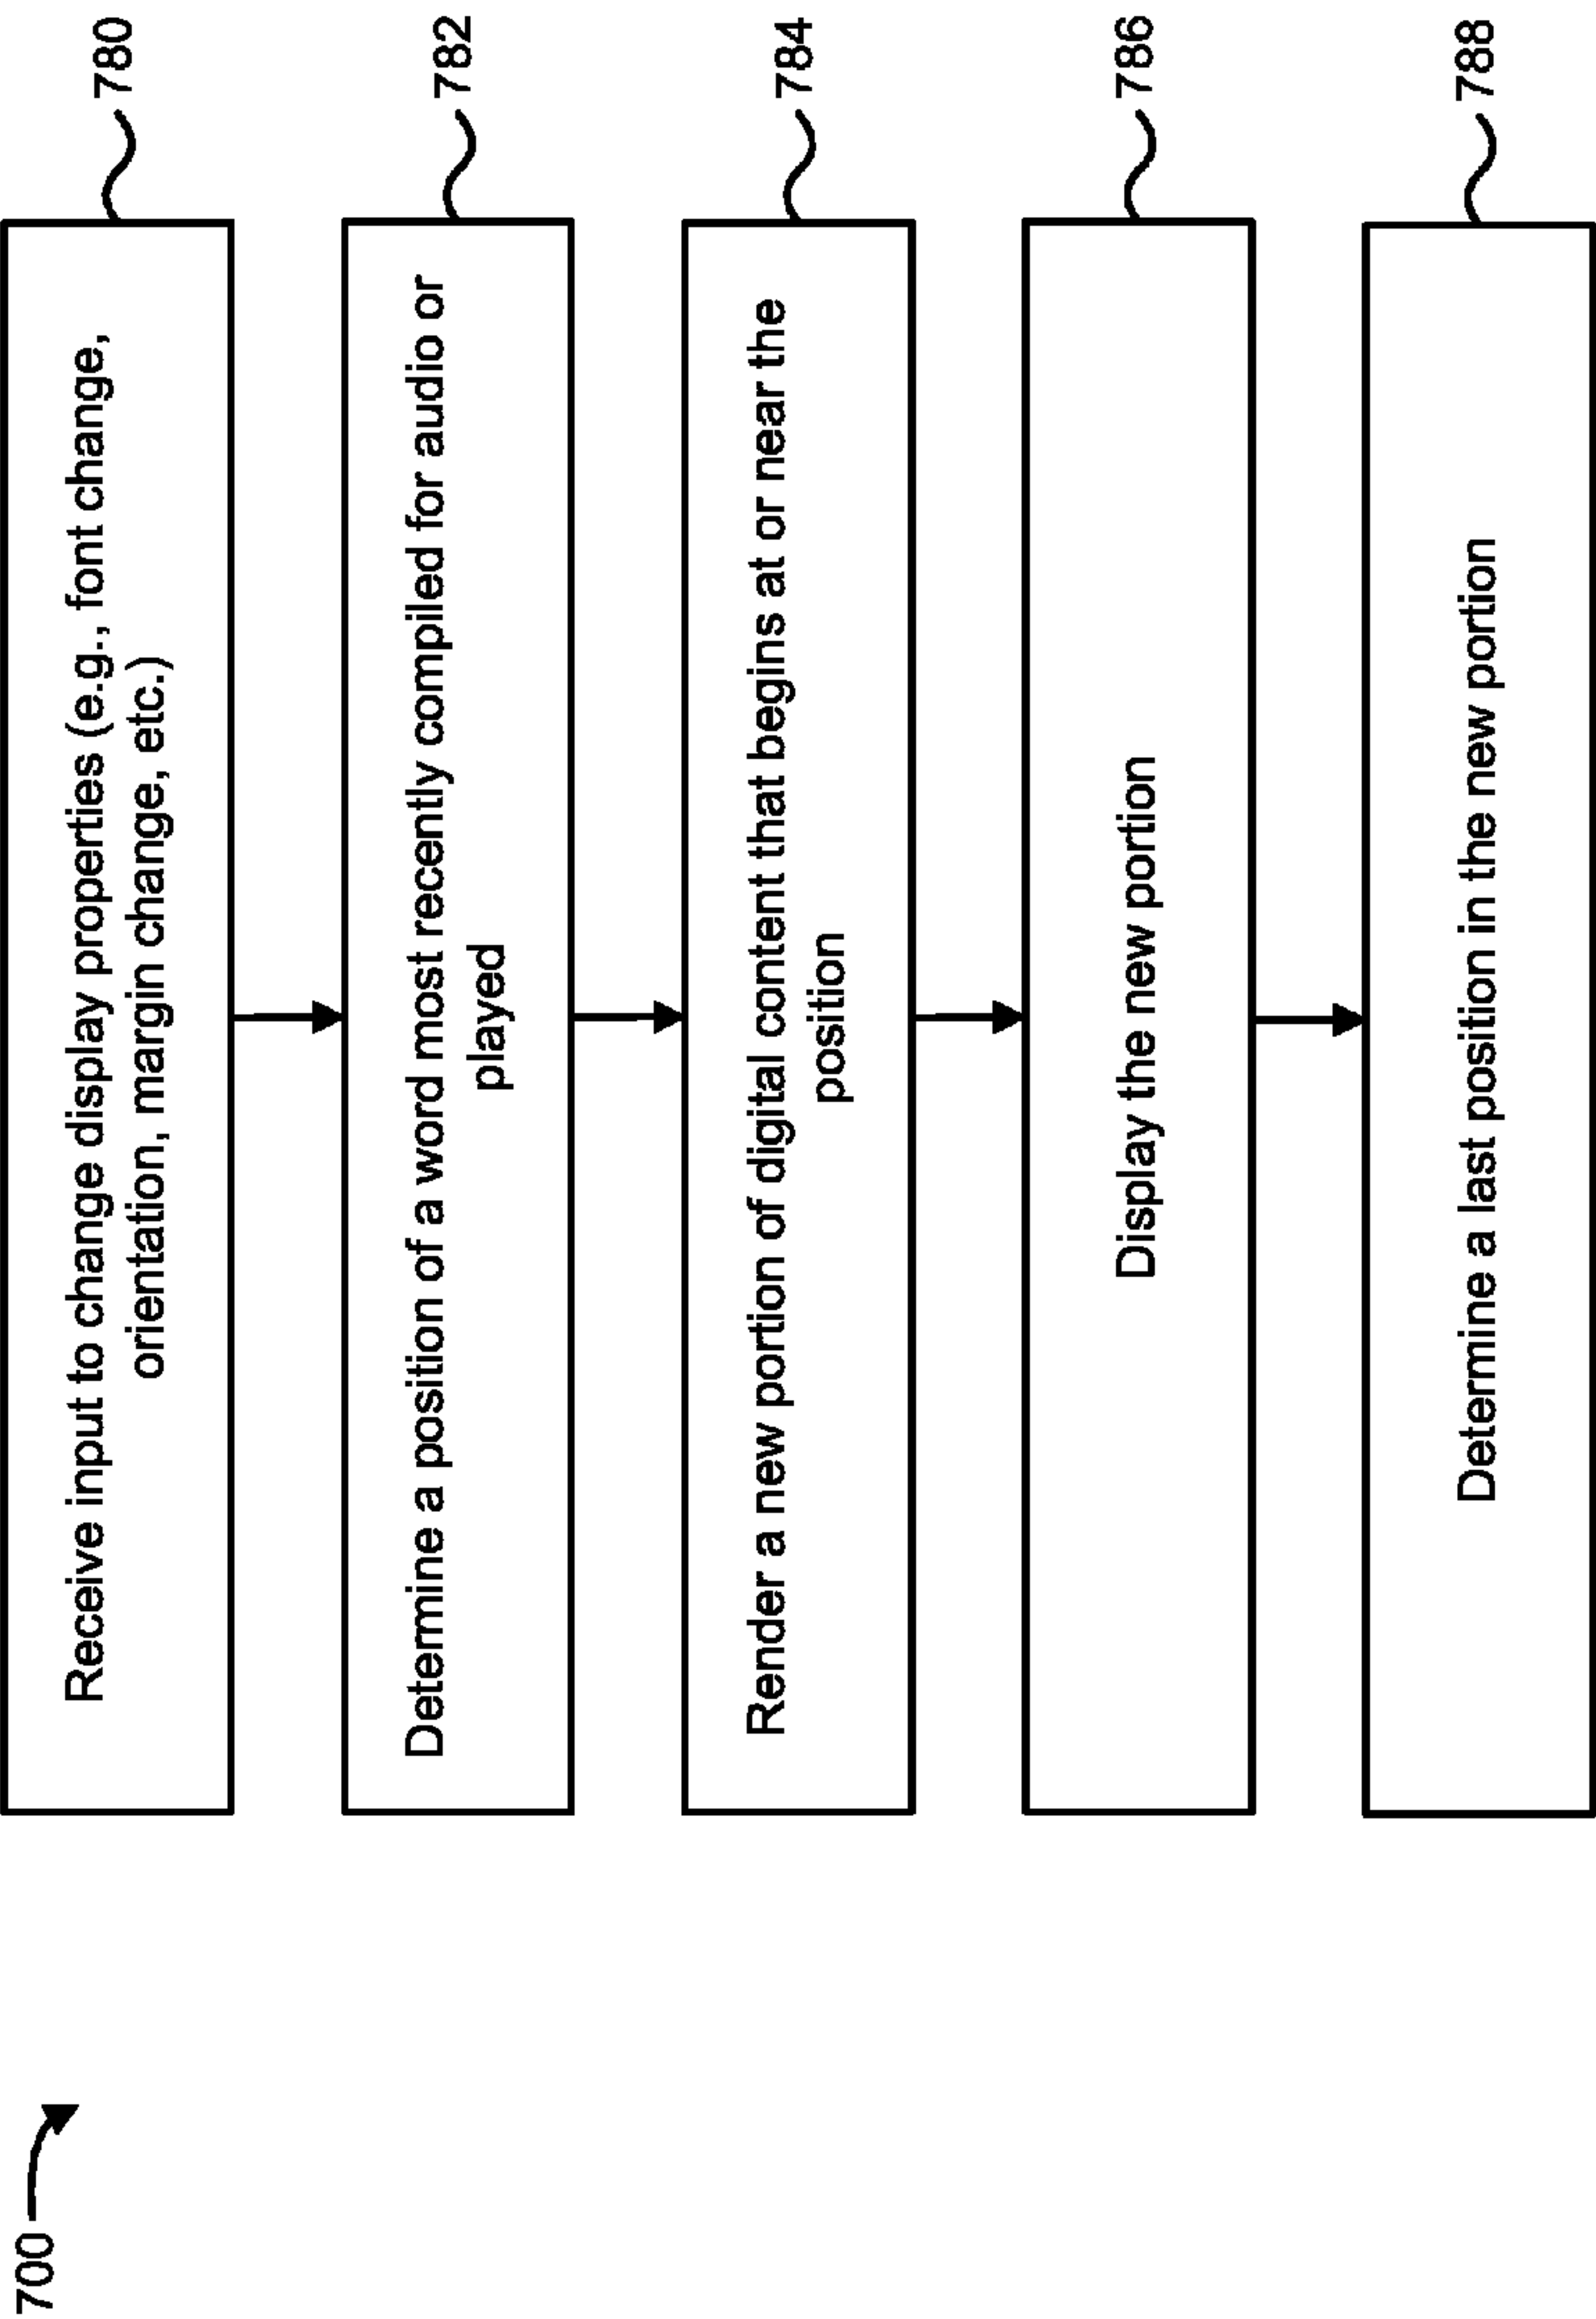 700
Receive input to change display properties (e.g., font change,
orientation, margin change, etc.)
780
Determine a position of a word most recently compiled for audio or
played
782
Render a new portion of digital content that begins at or near the
position
784
Display the new portion
786
Determine a last position in the new portion
788